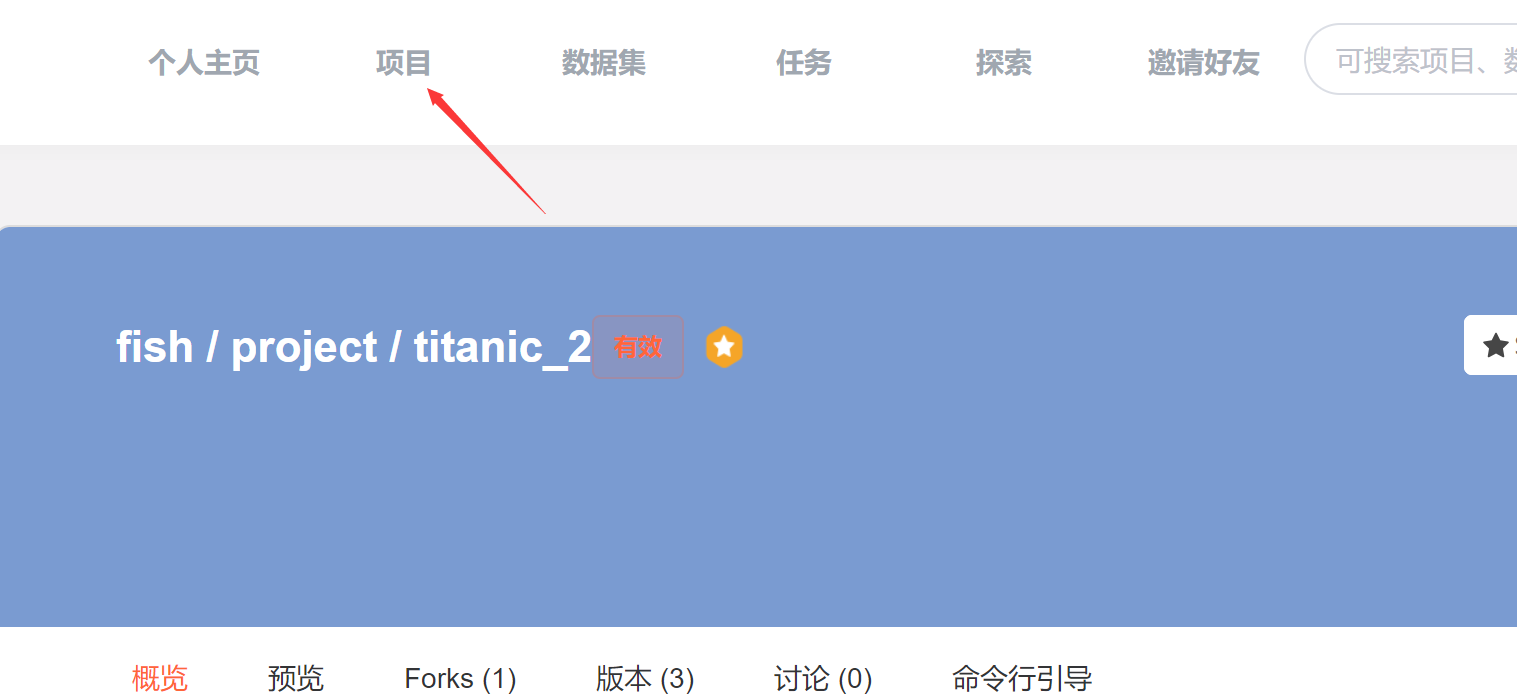 个人主页 项目 数据集 任务 探索 邀请好友 可搜索项目、
fish / project / titanic_2 有效
概览 预览 Forks (1) 版本 (3) 讨论 (0) 命令行引导